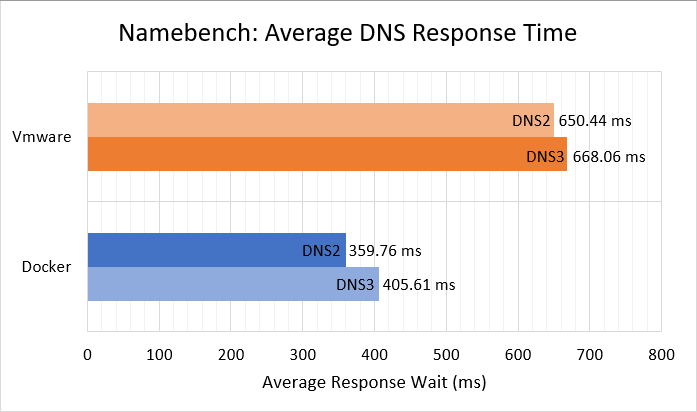 Namebench: Average DNS Response Time
Vmware
DNS2 650.44 ms
DNS3 668.06 ms
Docker
DNS2 359.76 ms
DNS3 405.61 ms
0 100 200 300 400 500 600 700 800
Average Response Wait (ms)